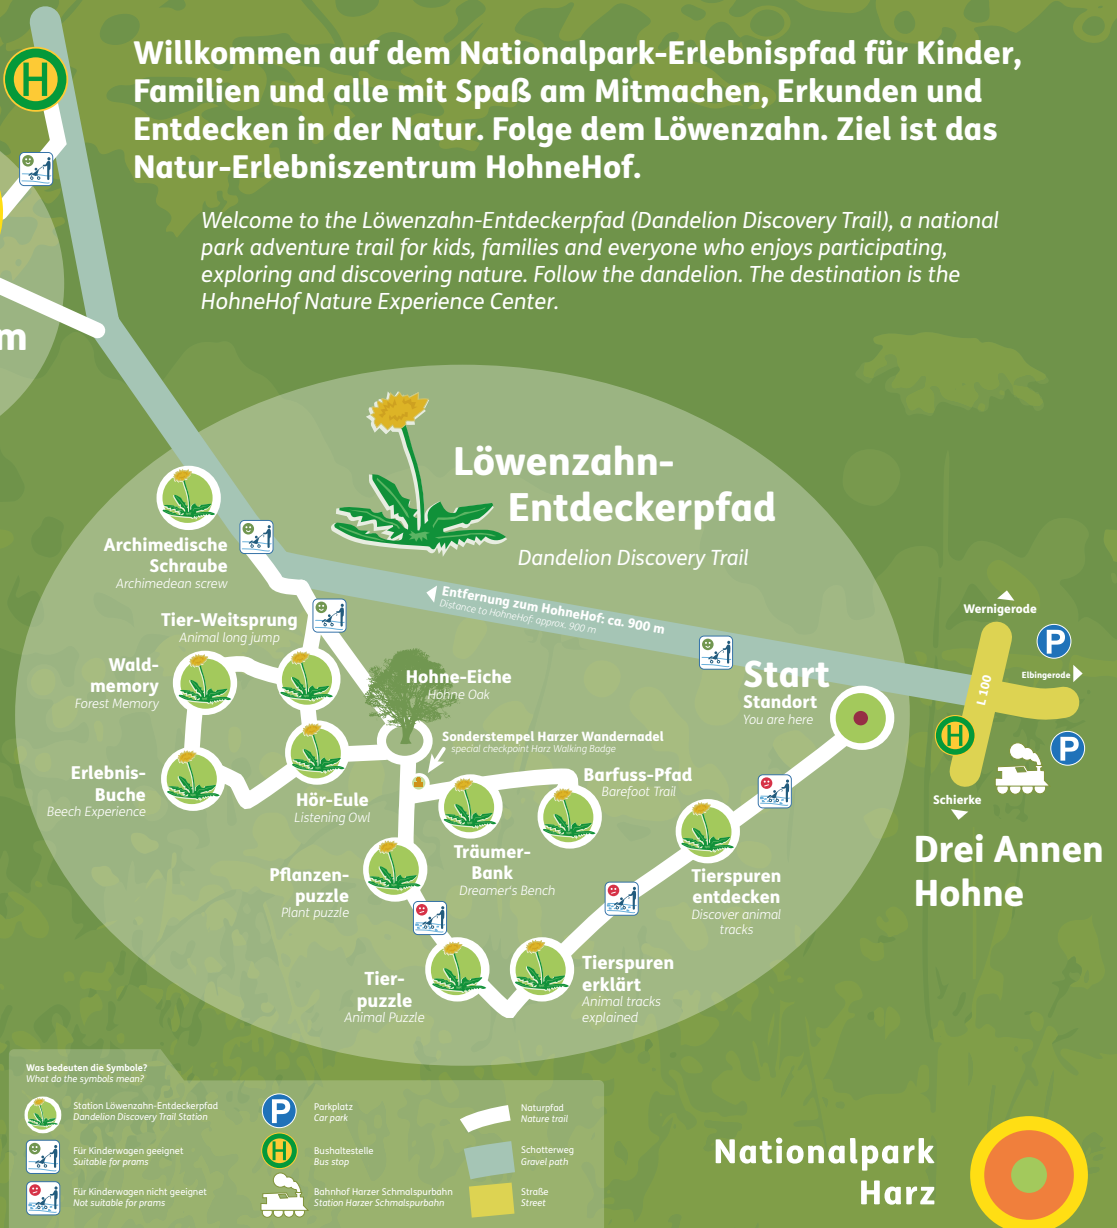 H
Willkommen auf dem Nationalpark-Erlebnispfad für Kinder,
Familien und alle mit Spaß am Mitmachen, Erkunden und
Entdecken in der Natur. Folge dem Löwenzahn. Ziel ist das
Natur-Erlebniszentrum HohneHof.
Welcome to the Löwenzahn-Entdeckerpfad (Dandelion Discovery Trail), a national
park adventure trail for kids, families and everyone who enjoys participating,
exploring and discovering nature. Follow the dandelion. The destination is the
HohneHof Nature Experience Center.
m
Löwenzahn-
Entdeckerpfad
Dandelion Discovery Trail
Archimedische
Schraube
Archimedean screw
Entfernung zum HohneHof: ca. 900 m
Distance to HohneHof: approx. 900 m
Tier-Weitsprung
Animal long jump
Wald-
memory
Forest Memory
Hohne-Eiche
Hohne Oak
Start
Standort
You are here
Wernigerode
P
Elbingerode
L 100
H
P
Schierke
Drei Annen
Hohne
Sonderstempel Harzer Wandernadel
special checkpoint Harz Walking Badge
Erlebnis-
Buche
Beech Experience
Hör-Eule
Listening Owl
Barfuss-Pfad
Barefoot Trail
Träumer-
Bank
Dreamer's Bench
Pflanzen-
puzzle
Plant puzzle
Tierspuren
entdecken
Discover animal
tracks
Tier-
puzzle
Animal Puzzle
Tierspuren
erklärt
Animal tracks
explained
Was bedeuten die Symbole?
What do the symbols mean?
Station Löwenzahn-Entdeckerpfad
Dandelion Discovery Trail Station
Für Kinderwagen geeignet
Suitable for prams
Für Kinderwagen nicht geeignet
Not suitable for prams
P
Parkplatz
Car park
H
Bushaltestelle
Bus stop
Bahnhof Harzer Schmalspurbahn
Station Harzer Schmalspurbahn
Naturpfad
Nature trail
Schotterweg
Gravel path
Straße
Street
Nationalpark
Harz